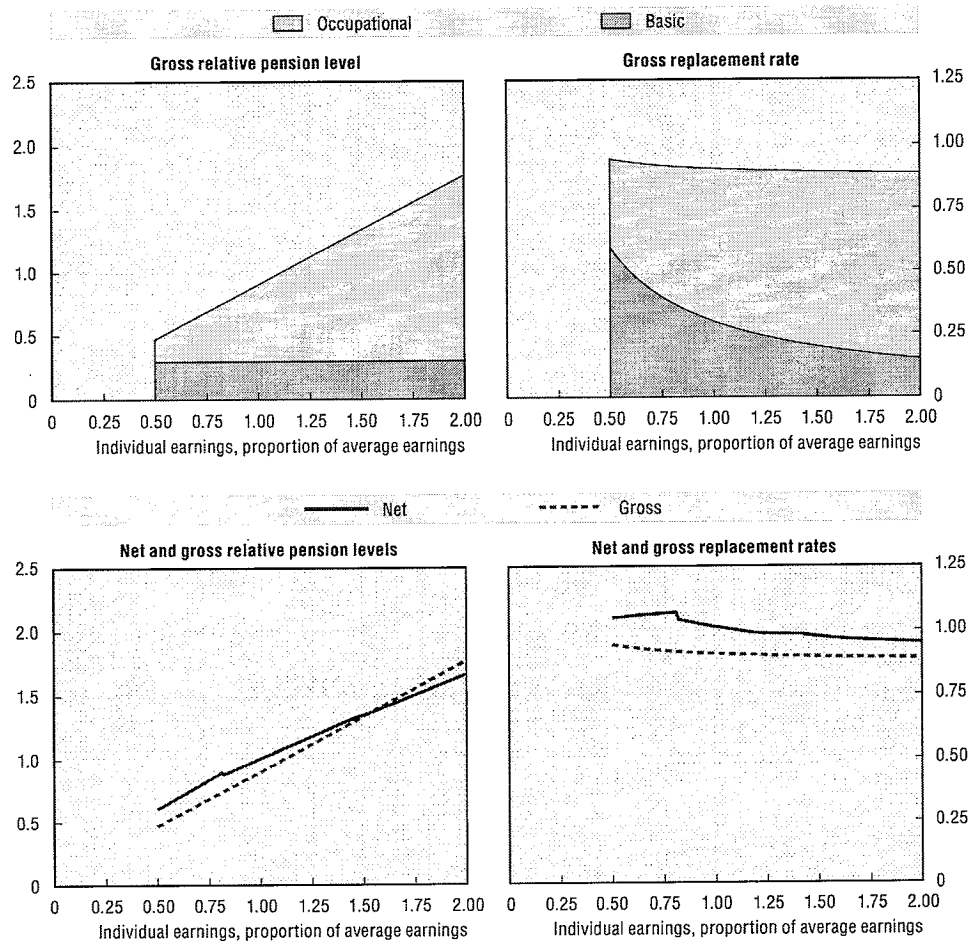 Occupational Basic
Gross relative pension level
2.5
2.0
1.5
1.0
0.5
0
0 0.25 0.50 0.75 1.00 1.25 1.50 1.75 2.00
Individual earnings, proportion of average earnings
Gross replacement rate
1.25
1.00
0.75
0.50
0.25
0
0 0.25 0.50 0.75 1.00 1.25 1.50 1.75 2.00
Individual earnings, proportion of average earnings
Net Gross
Net and gross relative pension levels
2.5
2.0
1.5
1.0
0.5
0
0 0.25 0.50 0.75 1.00 1.25 1.50 1.75 2.00
Individual earnings, proportion of average earnings
Net and gross replacement rates
1.25
1.00
0.75
0.50
0.25
0
0 0.25 0.50 0.75 1.00 1.25 1.50 1.75 2.00
Individual earnings, proportion of average earnings